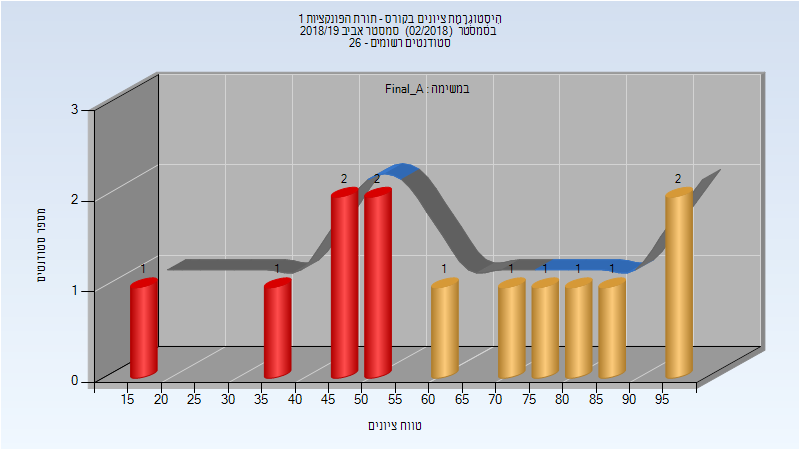 היסטוגרמת ציונים בקורס - תורת הפונקציות 1
בסמסטר (02/2018) סמסטר אביב 2018/19
סטודנטים רשומים - 26
במשימה : Final_A
מספר סטודנטים
3
2
1
0
2
2
2
1
1
1
1
1
1
1
15 20 25 30 35 40 45 50 55 60 65 70 75 80 85 90 95
טווח ציונים